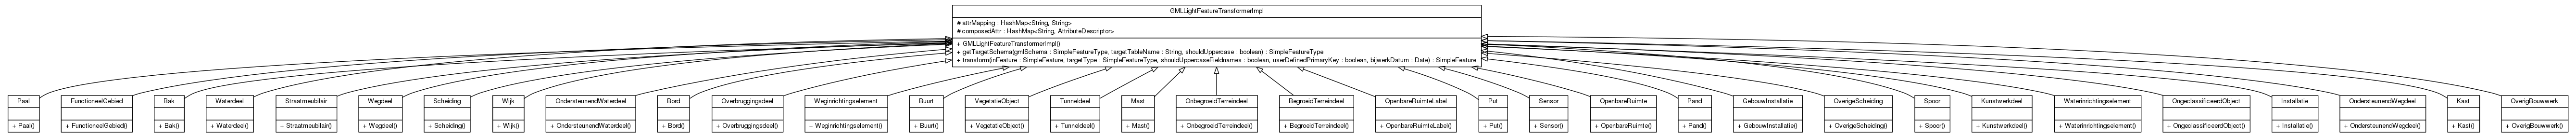 GMLLightFeatureTransformerImpl
# attrMapping : HashMap<String, String>
# composedAttr : HashMap<String, AttributeDescriptor>
+ GMLLightFeatureTransformerImpl()
+ getTargetSchema(gmlSchema : SimpleFeatureType, targetTableName : String, shouldUppercase : boolean) : SimpleFeatureType
+ transform(inFeature : SimpleFeature, targetType : SimpleFeatureType, shouldUppercaseFieldnames : boolean, userDefinedPrimaryKey : boolean, bijwerkDatum : Date) : SimpleFeature
Paal
+ Paal()
FunctioneelGebied
+ FunctioneelGebied()
Bak
+ Bak()
Waterdeel
+ Waterdeel()
Straatmeubilair
+ Straatmeubilair()
Wegdeel
+ Wegdeel()
Scheiding
+ Scheiding()
Wijk
+ Wijk()
OndersteunendWaterdeel
+ OndersteunendWaterdeel()
Bord
+ Bord()
Overbruggingsdeel
+ Overbruggingsdeel()
Weginrichtingselement
+ Weginrichtingselement()
Buurt
+ Buurt()
VegetatieObject
+ VegetatieObject()
Tunneldeel
+ Tunneldeel()
Mast
+ Mast()
OnbegroeidTerreindeel
+ OnbegroeidTerreindeel()
BegroeidTerreindeel
+ BegroeidTerreindeel()
OpenbareRuimteLabel
+ OpenbareRuimteLabel()
Put
+ Put()
Sensor
+ Sensor()
OpenbareRuimte
+ OpenbareRuimte()
Pand
+ Pand()
GebouwInstallatie
+ GebouwInstallatie()
OverigeScheiding
+ OverigeScheiding()
Spoor
+ Spoor()
Kunstwerkdeel
+ Kunstwerkdeel()
Waterinrichtingselement
+ Waterinrichtingselement()
OngeclassificeerdObject
+ OngeclassificeerdObject()
Installatie
+ Installatie()
OndersteunendWegdeel
+ OndersteunendWegdeel()
Kast
+ Kast()
OverigBouwwerk
+ OverigBouwwerk()